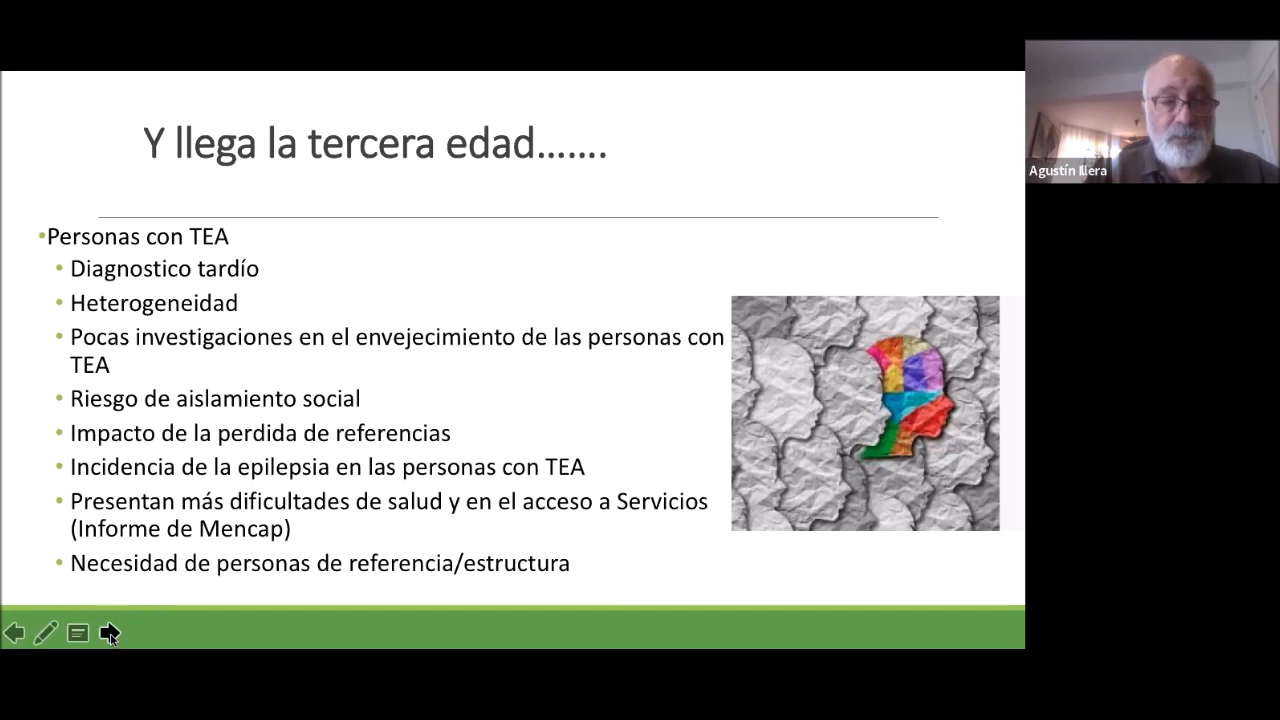 Y llega la tercera edad.......
•Personas con TEA
• Diagnostico tardío
• Heterogeneidad
• Pocas investigaciones en el envejecimiento de las personas con
TEA
• Riesgo de aislamiento social
• Impacto de la perdida de referencias
• Incidencia de la epilepsia en las personas con TEA
• Presentan más dificultades de salud y en el acceso a Servicios
(Informe de Mencap)
• Necesidad de personas de referencia/estructura
Agustín Illera